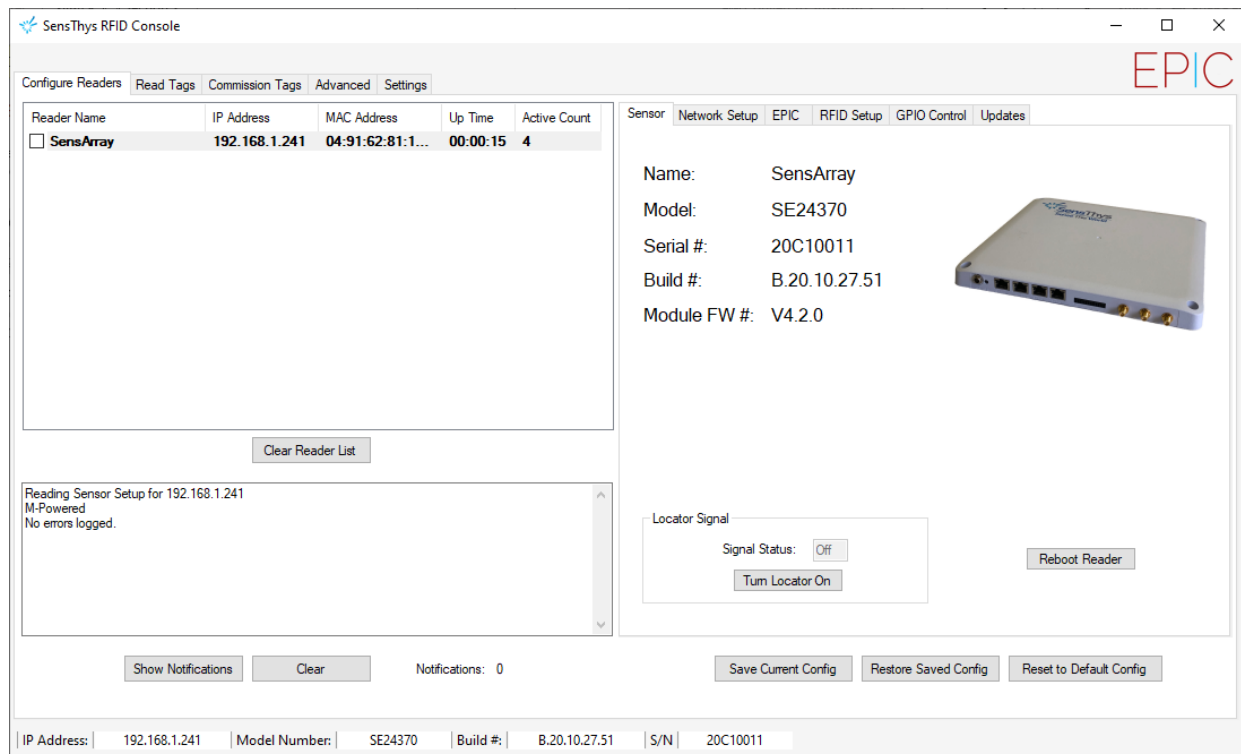 SensThys RFID Console
EPIC
Configure Readers Read Tags Commission Tags Advanced Settings
Reader Name IP Address MAC Address Up Time Active Count
SensArray 192.168.1.241 04:91:62:81:1... 00:00:15 4
Clear Reader List
Reading Sensor Setup for 192.168.1.241
M-Powered
No errors logged.
Show Notifications Clear Notifications: 0
Sensor Network Setup EPIC RFID Setup GPIO Control Updates
Name: SensArray
Model: SE24370
Serial #: 20C10011
Build #: B.20.10.27.51
Module FW #: V4.2.0
SensThys
Locator Signal
Signal Status: Off
Turn Locator On
Reboot Reader
Save Current Config Restore Saved Config Reset to Default Config
IP Address: 192.168.1.241 Model Number: SE24370 Build #: B.20.10.27.51 S/N 20C10011